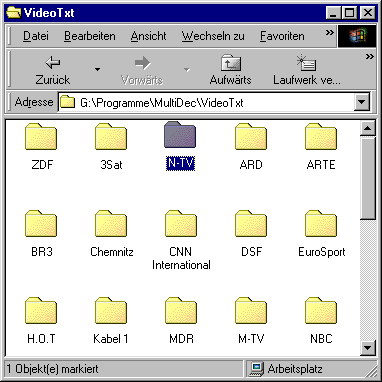 VideoTxt
Datei Bearbeiten Ansicht Wechseln zu Favoriten »
Zurück Vorwärts Aufwärts Laufwerk ve... »
Adresse G:\Programme\MultiDec\VideoTxt
ZDF 3Sat N-TV ARD ARTE
BR3 Chemnitz CNN International DSF EuroSport
H.O.T Kabel 1 MDR M-TV NBC
1 Objekt(e) markiert Arbeitsplatz